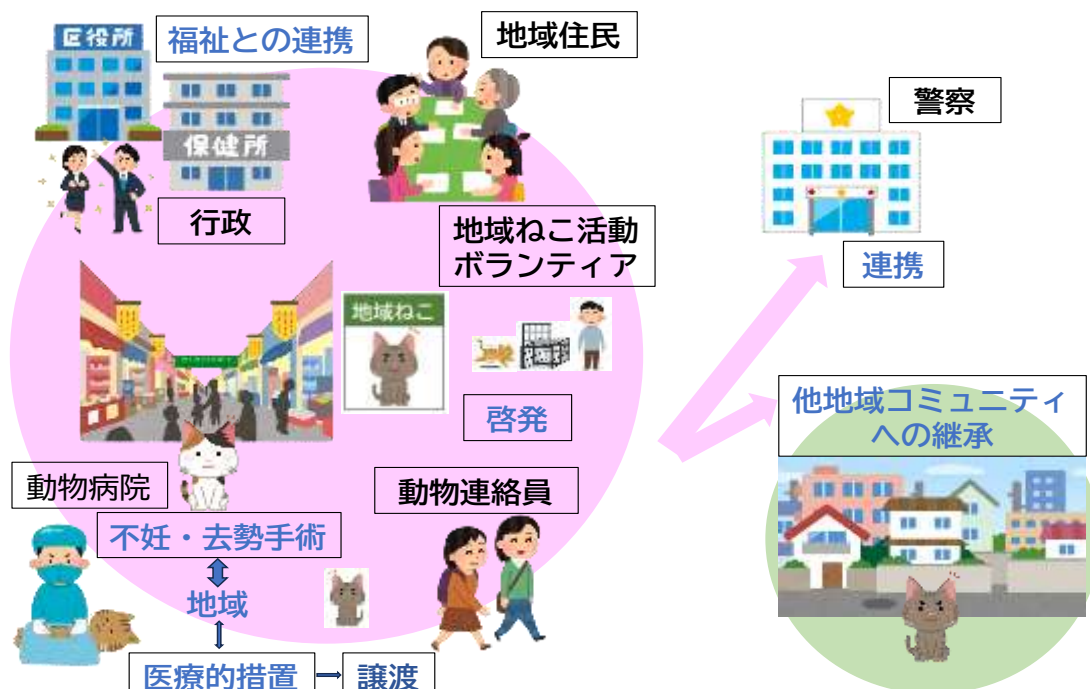 区役所
福祉との連携
地域住民
警察
保健所
行政
地域ねこ活動
ボランティア
連携
地域ねこ
啓発
他地域コミュニティ
への継承
動物病院
動物連絡員
不妊・去勢手術
地域
医療的措置
譲渡